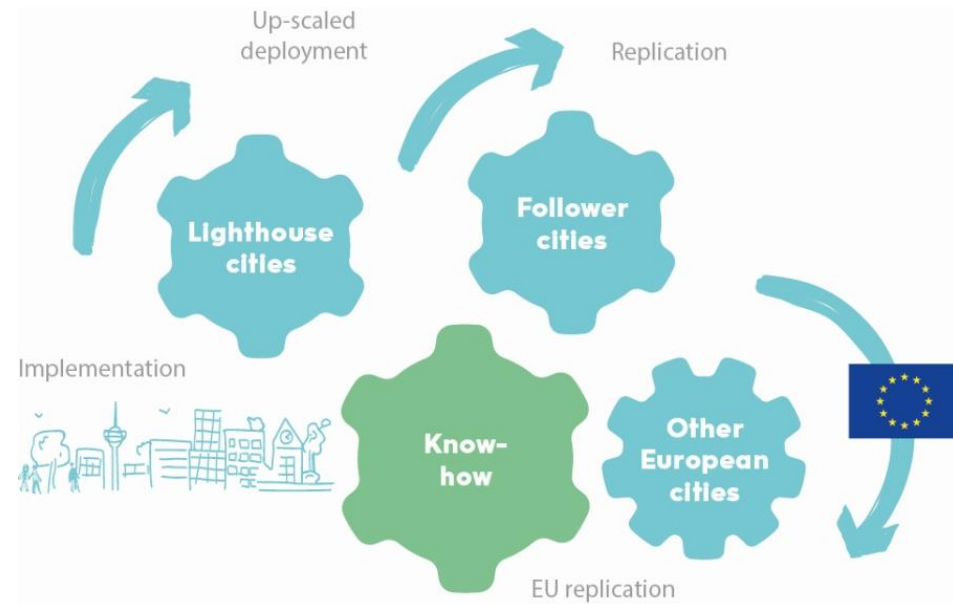 Up-scaled
deployment
Replication
Lighthouse
cities
Follower
cities
Implementation
Know-
how
Other
European
cities
EU replication